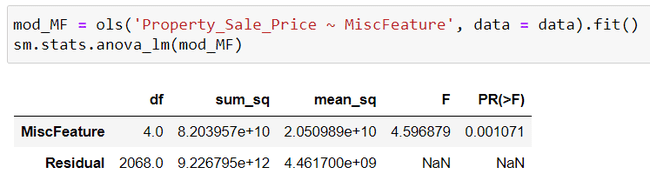 mod_MF = ols('Property_Sale_Price ~ MiscFeature', data = data).fit()
sm.stats.anova_lm(mod_MF)
df sum_sq mean_sq F PR(>F)
MiscFeature 4.0 8.203957e+10 2.050989e+10 4.596879 0.001071
Residual 2068.0 9.226795e+12 4.461700e+09 NaN NaN